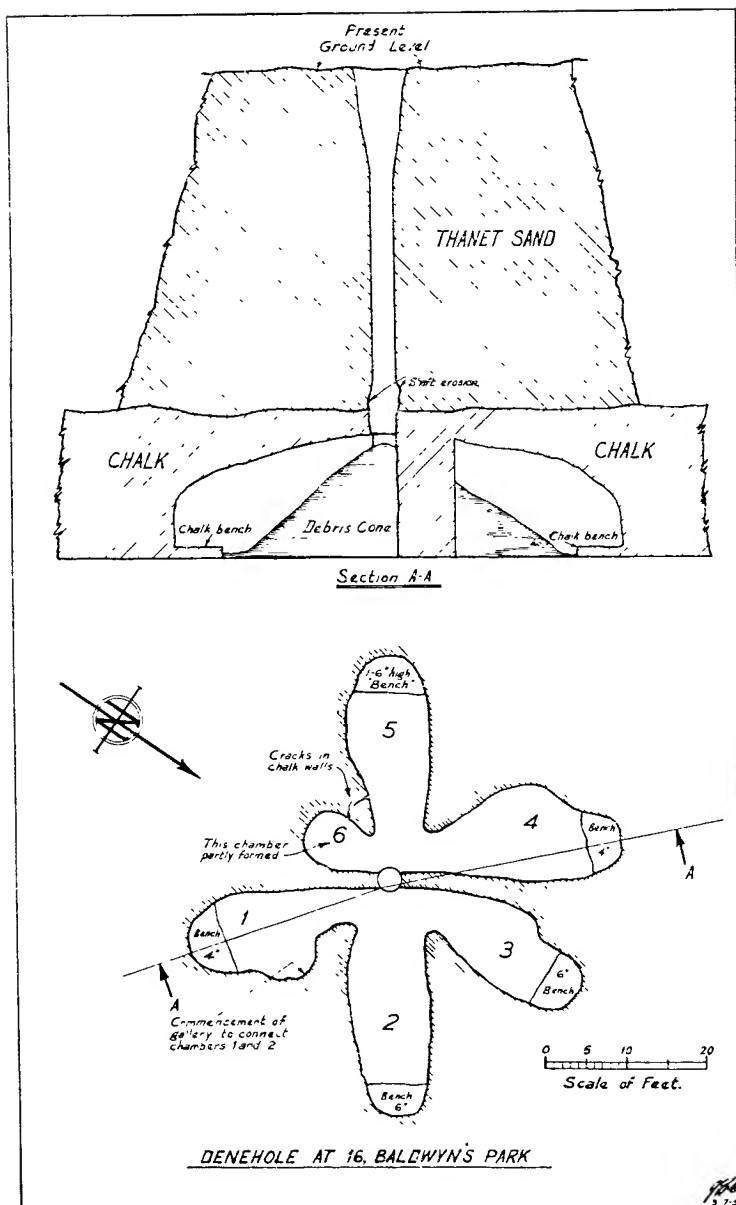 Present
Ground Level
THANET SAND
Shaft erosion
CHALK
CHALK
Chalk bench
Debris Cone
Chalk bench
Section A-A
N
1-6" high
"Bench"
5
Cracks in
chalk walls
6
4
Bench
4"
This chamber
partly formed
A
1
Bench
4"
3
6"
Bench
A
Commencement of
gallery to connect
chambers 1 and 2
2
Bench
6"
0 5 10 20
Scale of Feet.
DENEHOLE AT 16, BALDWYN'S PARK